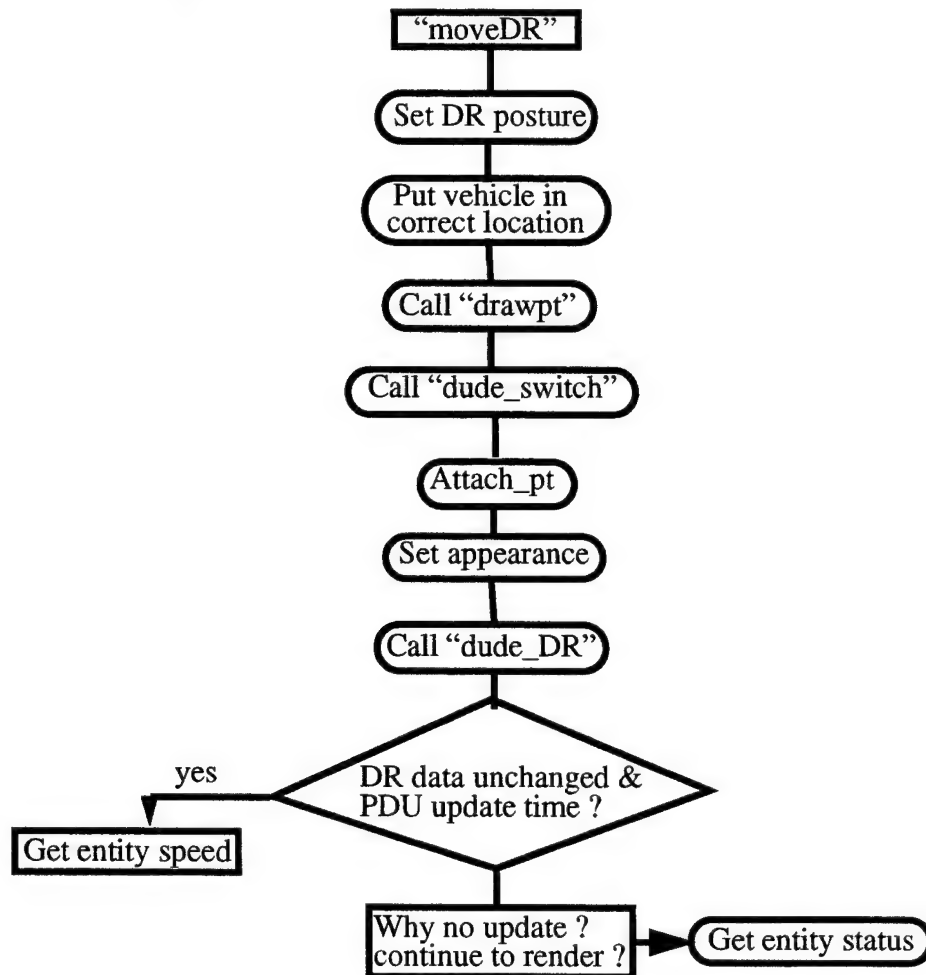 “moveDR”
Set DR posture
Put vehicle in
correct location
Call “drawpt”
Call “dude_switch”
Attach_pt
Set appearance
Call “dude_DR”
yes
DR data unchanged &
PDU update time ?
Get entity speed
Why no update ?
continue to render ?
Get entity status